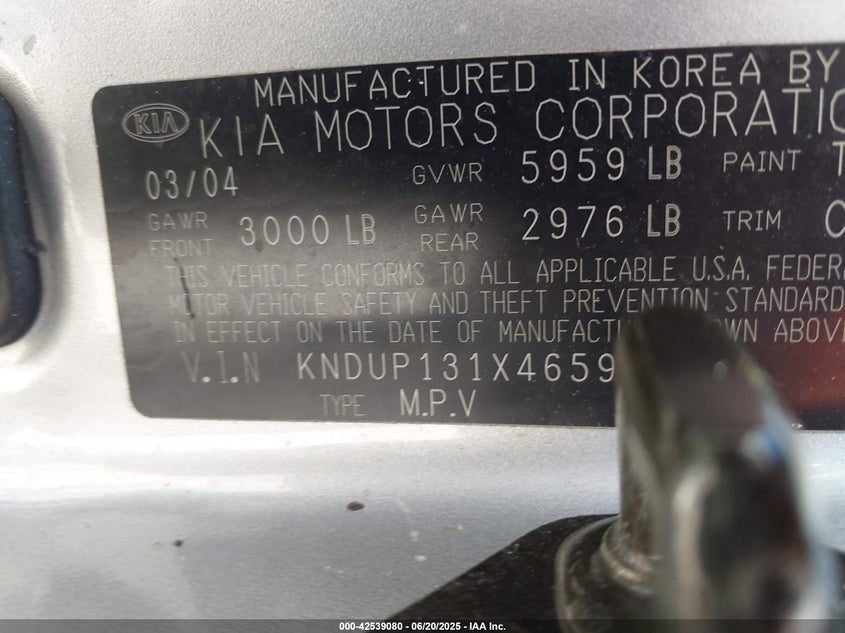 MANUFACTURED IN KOREA BY
KIA KIA MOTORS CORPORATIO
03/04 GVWR 5959 LB PAINT T
GAWR FRONT 3000 LB GAWR REAR 2976 LB TRIM C
THIS VEHICLE CONFORMS TO ALL APPLICABLE U.S.A. FEDERA
MOTOR VEHICLE SAFETY AND THEFT PREVENTION STANDARD
IN EFFECT ON THE DATE OF MANUFACTU OWN ABOVE
V.I.N KNDUP131X4659
TYPE M.P.V
000-42539080 | 06/20/2025 - IAA Inc.